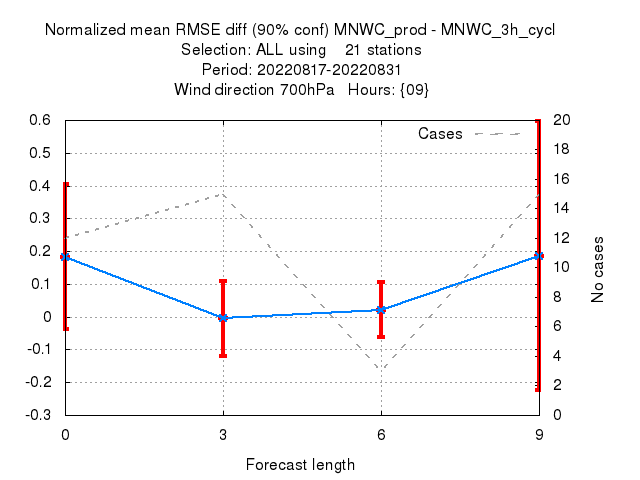 Normalized mean RMSE diff (90% conf) MNWC_prod - MNWC_3h_cycl
Selection: ALL using    21 stations
Period: 20220817-20220831
Wind direction 700hPa   Hours: {09}
Cases
0.6
0.5
0.4
0.3
0.2
0.1
0
-0.1
-0.2
-0.3
20
18
16
14
12
10
8
6
4
2
0
No cases
0 3 6 9
Forecast length